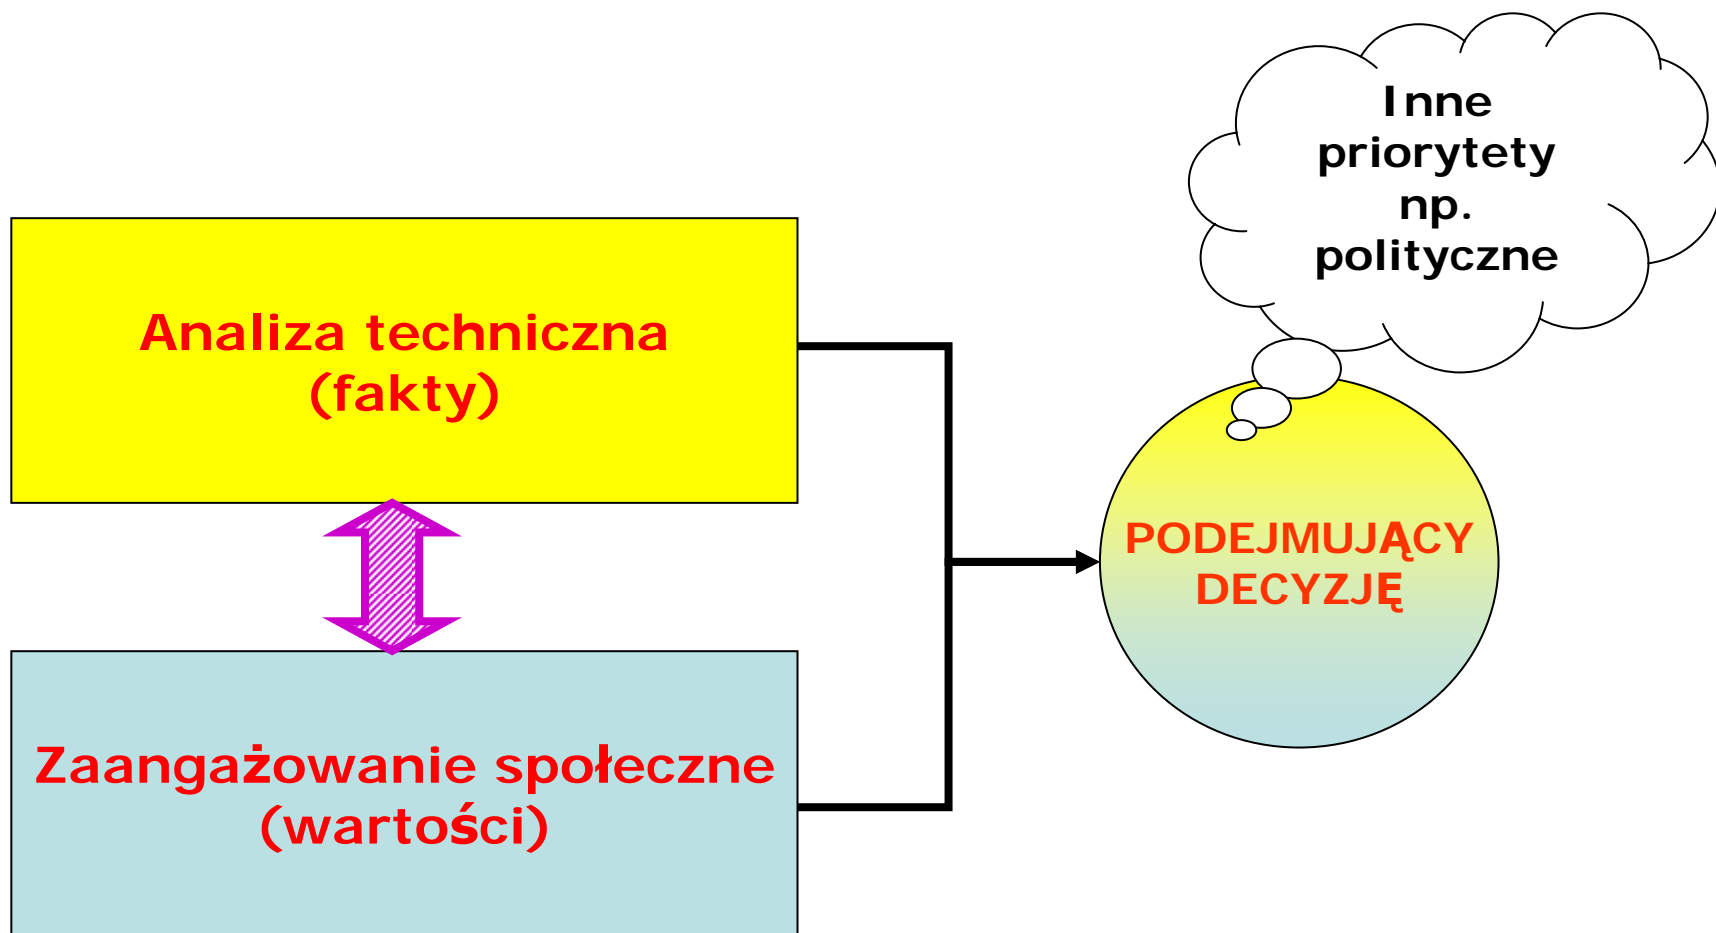 Inne
priorytety
np.
polityczne
Analiza techniczna
(fakty)
PODEJMUJĄCY
DECYZJĘ
Zaangażowanie społeczne
(wartości)